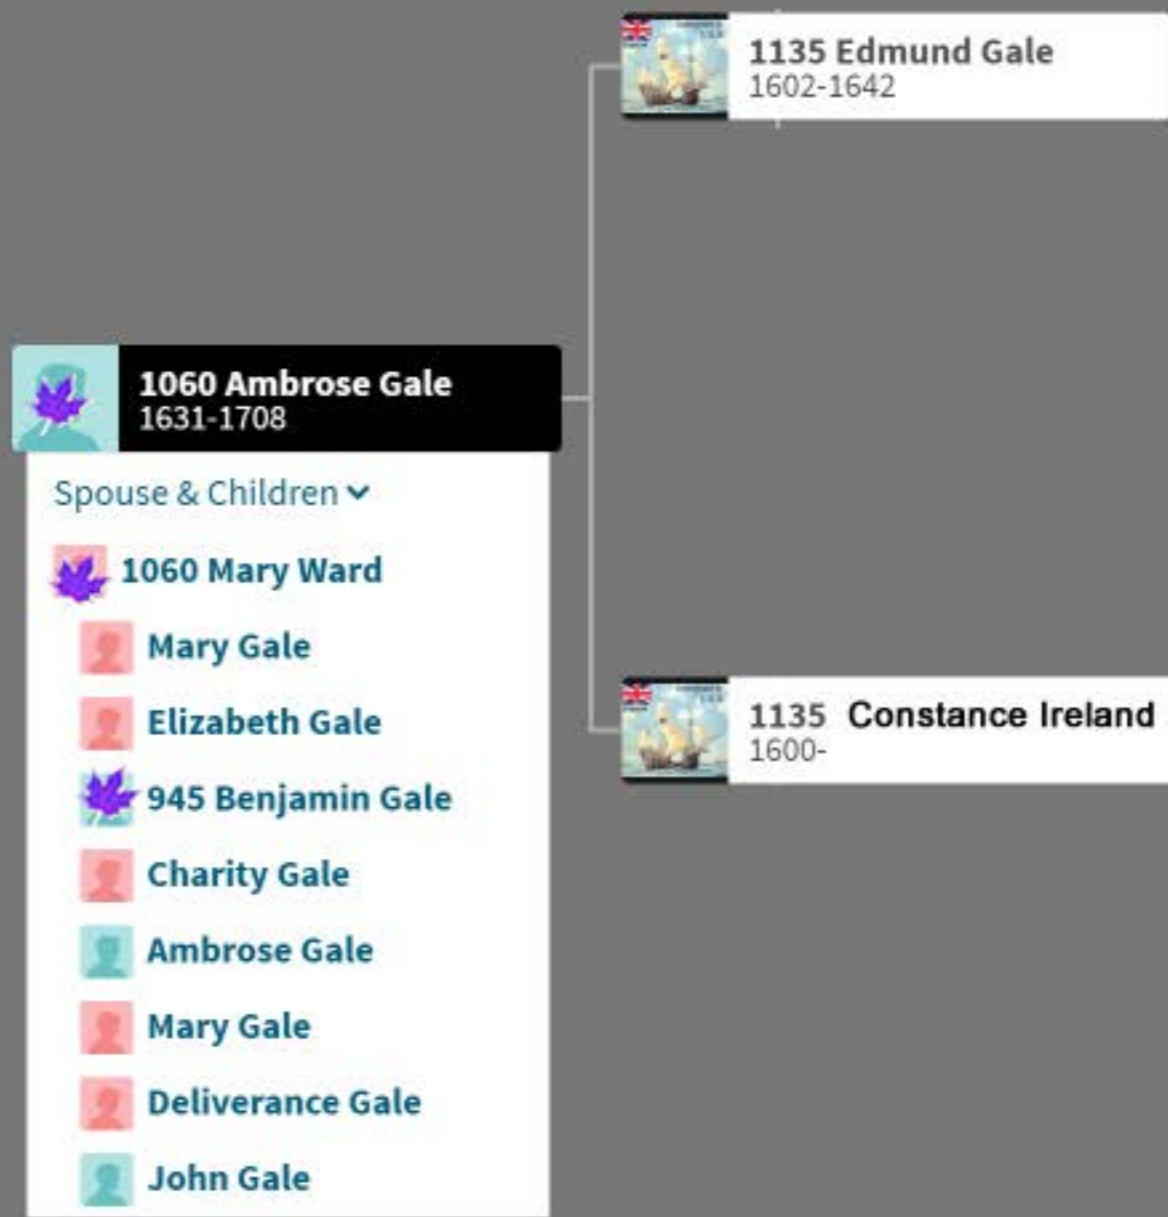 1135 Edmund Gale
1602-1642
1060 Ambrose Gale
1631-1708
Spouse & Children
1060 Mary Ward
Mary Gale
Elizabeth Gale
945 Benjamin Gale
Charity Gale
Ambrose Gale
Mary Gale
Deliverance Gale
John Gale
1135 Constance Ireland
1600-